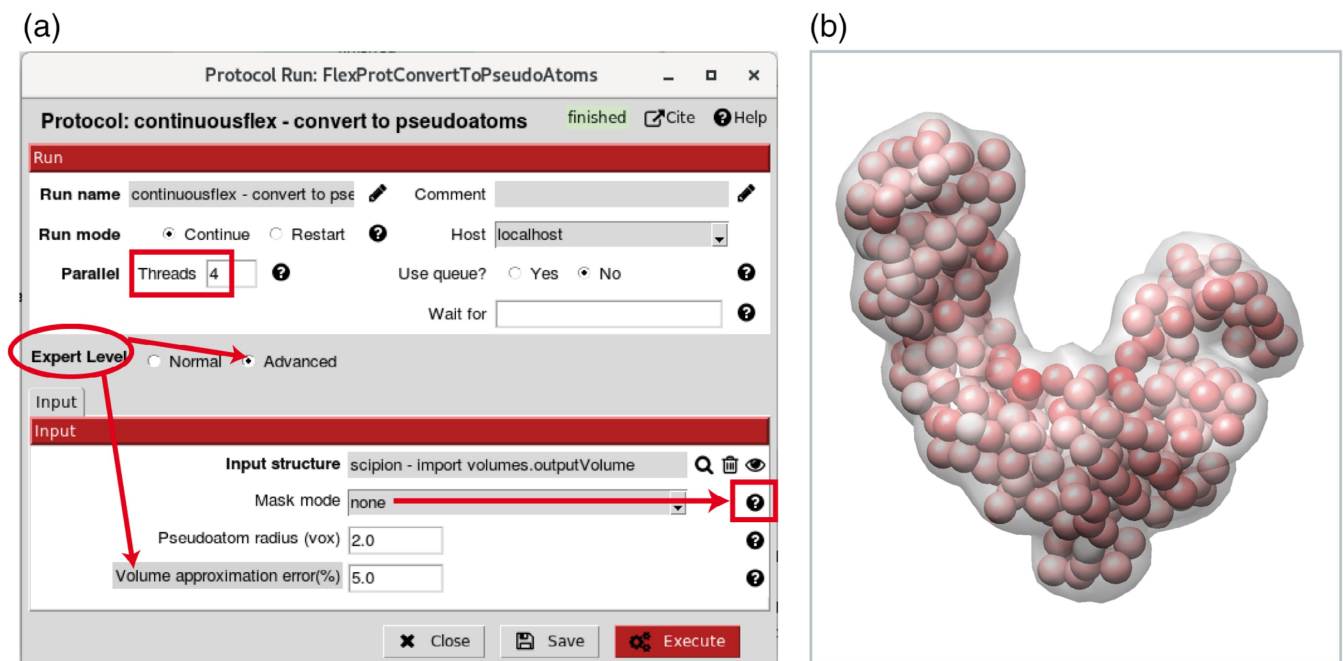 (a)
(b)
Protocol Run: FlexProtConvertToPseudoAtoms
Protocol: continuousflex - convert to pseudoatoms finished Cite Help
Run
Run name continuousflex - convert to pse Comment
Run mode Continue Restart Host localhost
Parallel Threads 4 Use queue? Yes No
Wait for
Expert Level Normal Advanced
Input
Input
Input structure scipion - import volumes.outputVolume
Mask mode none
Pseudoatom radius (vox) 2.0
Volume approximation error(%) 5.0
Close Save Execute